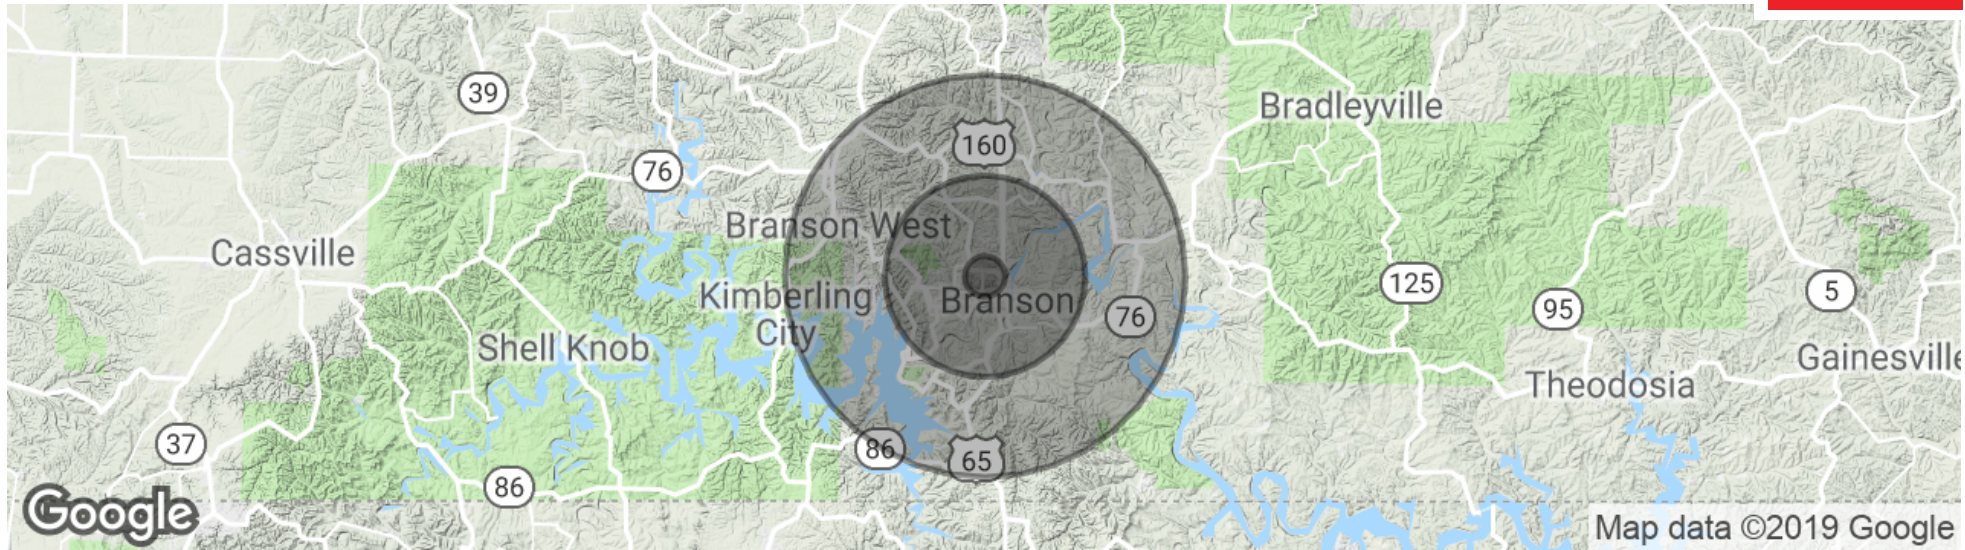 39
Bradleyville
160
76
Branson West
Cassville
Kimberling
City
Branson
125
95
5
76
Shell Knob
Gainesville
Theodosia
37
86
65
86
Google
Map data ©2019 Google